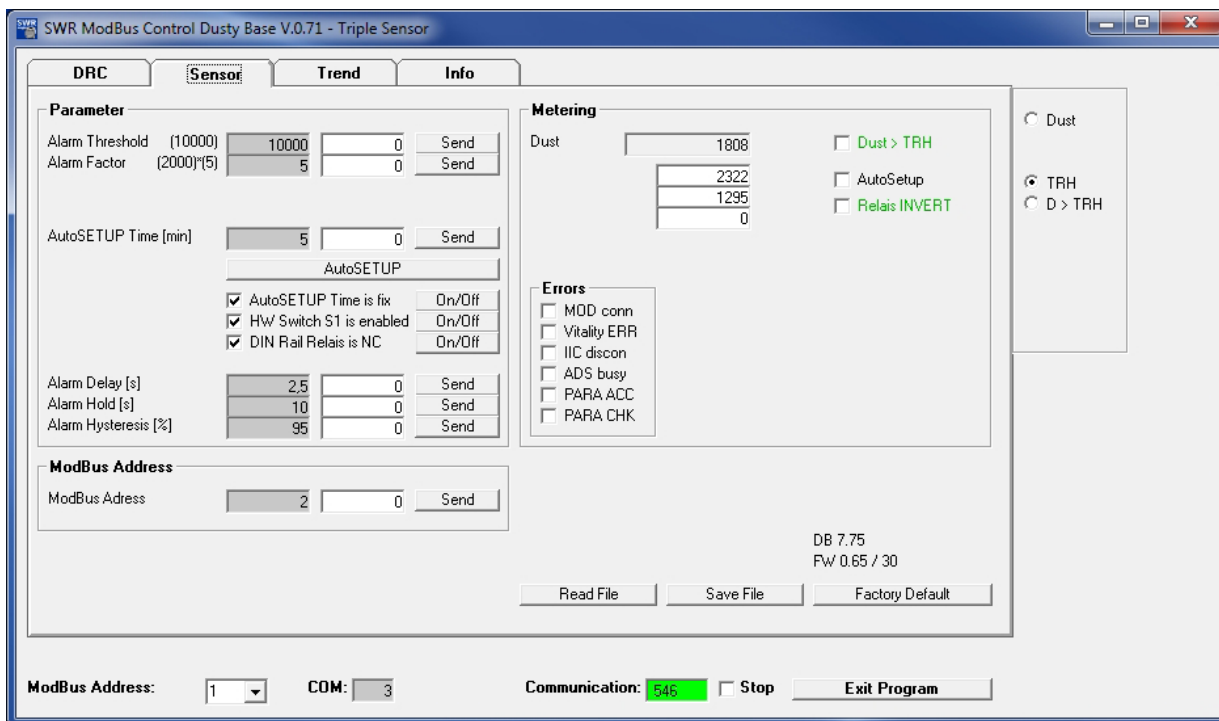 SWR ModBus Control Dusty Base V.0.71 - Triple Sensor
DRC Sensor Trend Info
Parameter
Alarm Threshold (10000) 10000 0 Send
Alarm Factor (2000)*(5) 5 0 Send
AutoSETUP Time [min] 5 0 Send
AutoSETUP
AutoSETUP Time is fix On/Off
HW Switch S1 is enabled On/Off
DIN Rail Relais is NC On/Off
Alarm Delay [s] 2,5 0 Send
Alarm Hold [s] 10 0 Send
Alarm Hysteresis [%] 95 0 Send
ModBus Address
ModBus Adress 2 0 Send
Metering
Dust 1808 Dust > TRH
2322 AutoSetup
1295 Relais INVERT
0
Errors
MOD conn
Vitality ERR
IIC discon
ADS busy
PARA ACC
PARA CHK
DB 7.75
FW 0.65 / 30
Read File Save File Factory Default
Dust
TRH
D > TRH
ModBus Address: 1 COM: 3 Communication: 546 Stop Exit Program